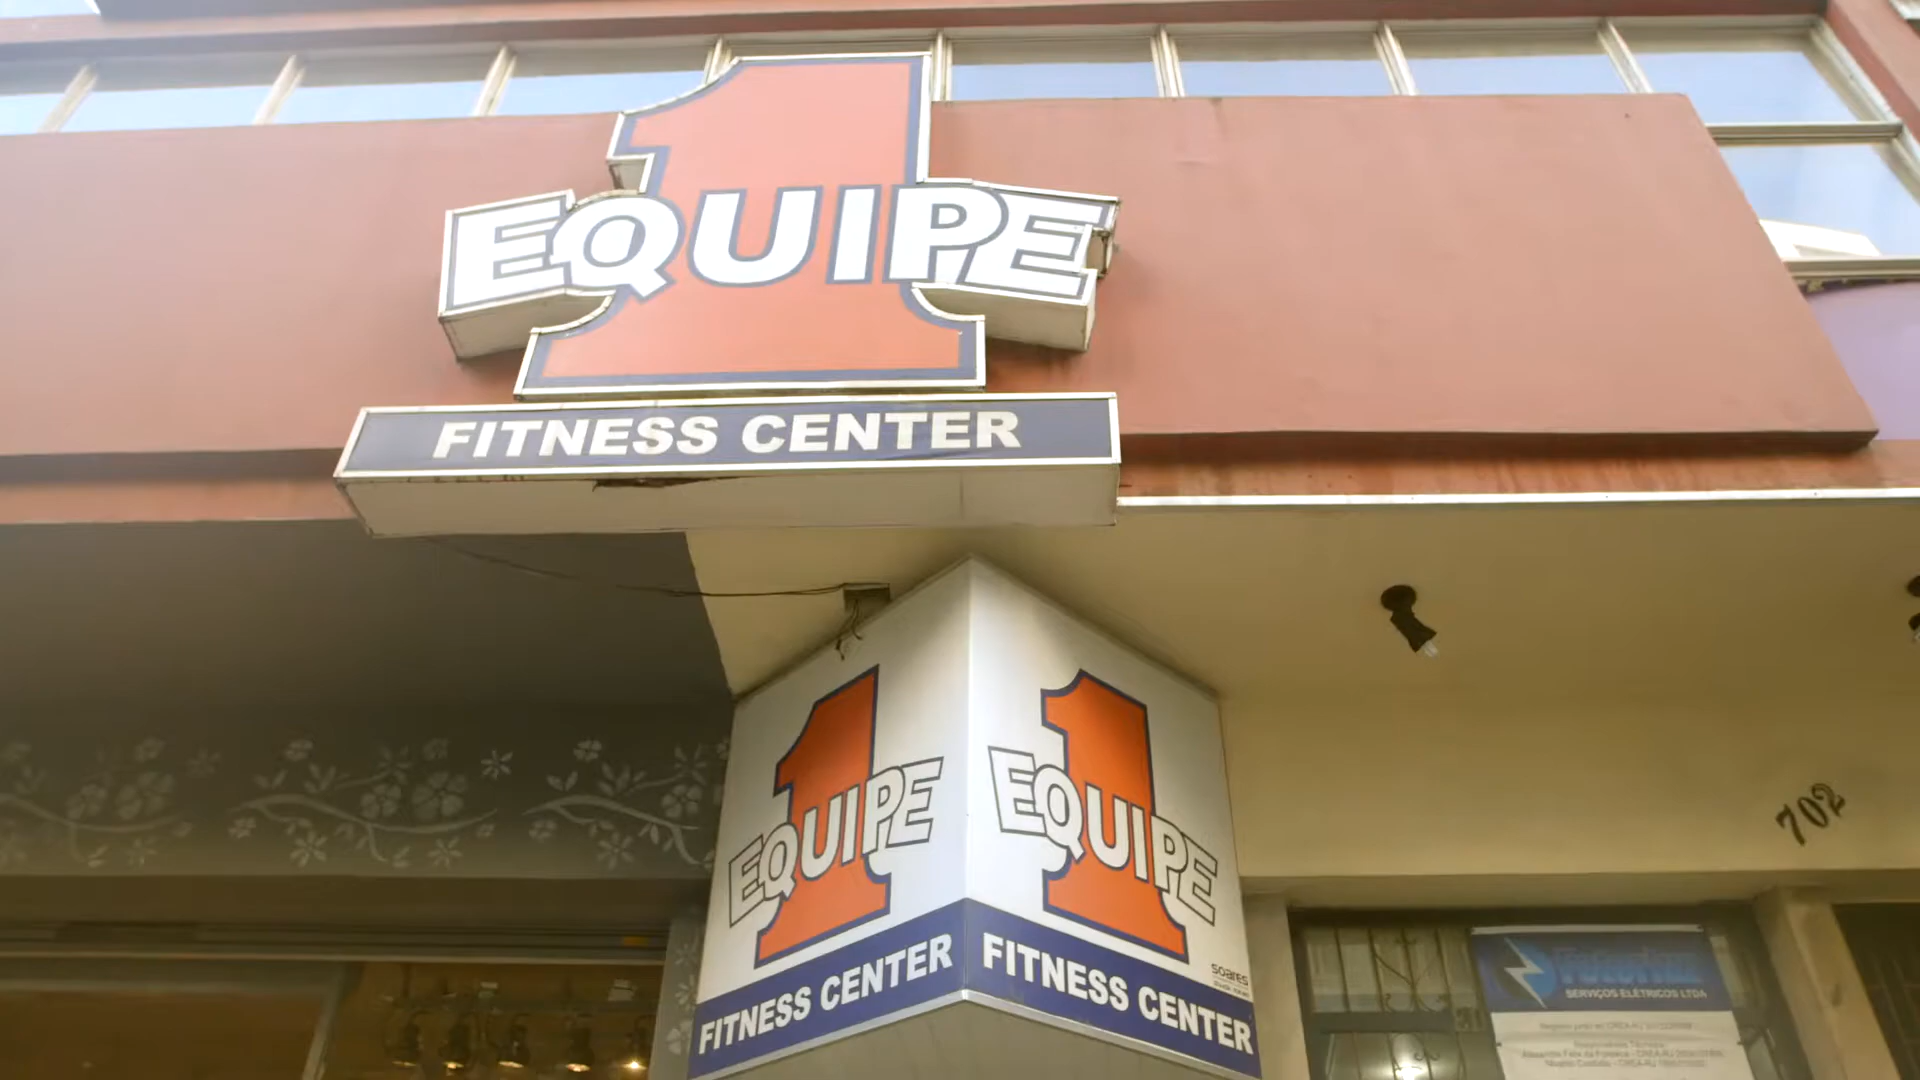 1
EQUIPE
FITNESS CENTER
1
EQUIPE
FITNESS CENTER
1
EQUIPE
FITNESS CENTER
soares
702
SERVIÇOS ELÉTRICOS LTDA